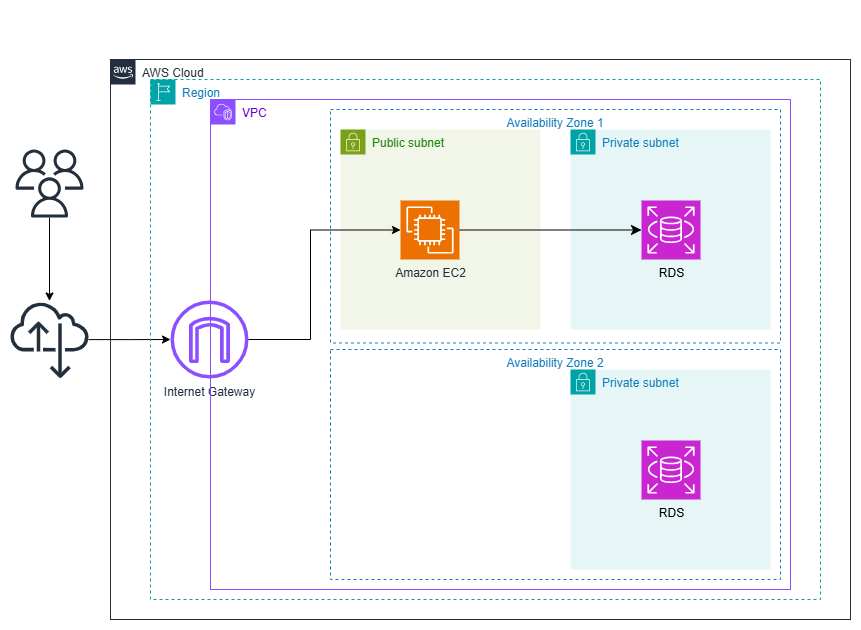 aws
AWS Cloud
Region
VPC
Availability Zone 1
Public subnet
Private subnet
Amazon EC2
RDS
Internet Gateway
Availability Zone 2
Private subnet
RDS